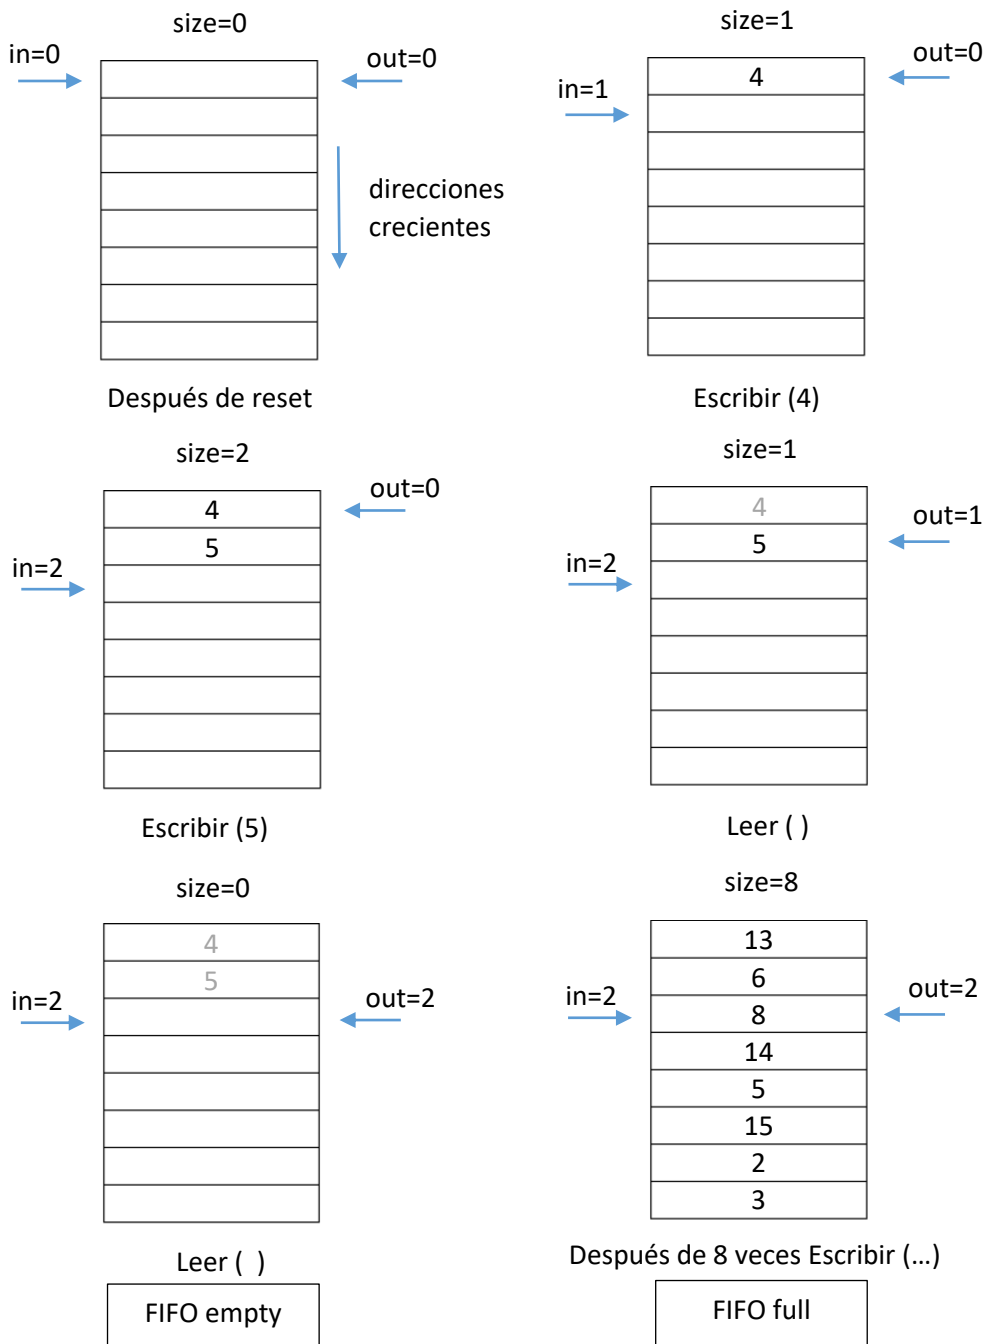 size=0
in=0
out=0
direcciones
crecientes
Después de reset
size=1
in=1
out=0
4
Escribir (4)
size=2
in=2
out=0
4
5
Escribir (5)
size=1
in=2
out=1
4
5
Leer ( )
size=0
in=2
out=2
4
5
Leer ( )
FIFO empty
size=8
in=2
out=2
13
6
8
14
5
15
2
3
Después de 8 veces Escribir (…)
FIFO full